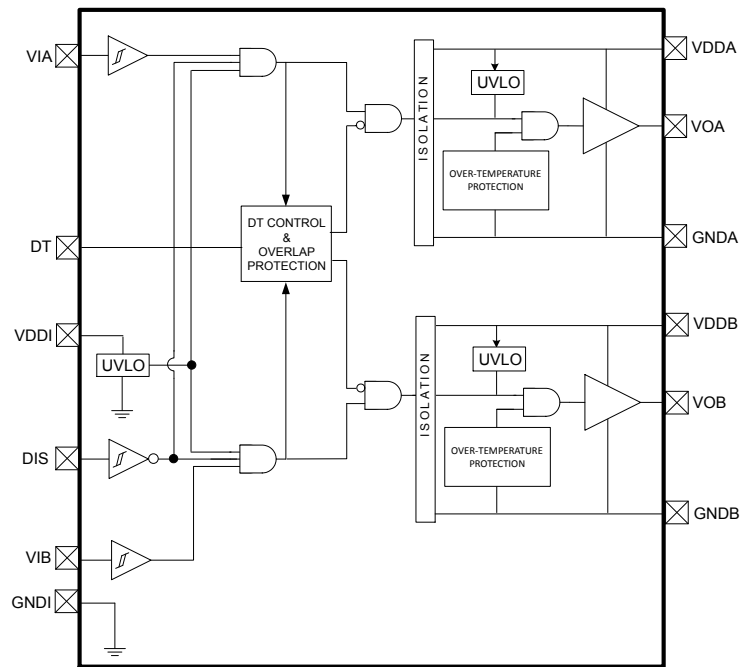 VIA
DT
VDDI
DIS
VIB
GNDI
UVLO
DT CONTROL
&
OVERLAP
PROTECTION
ISOLATION
UVLO
OVER-TEMPERATURE
PROTECTION
VDDA
VOA
GNDA
ISOLATION
UVLO
OVER-TEMPERATURE
PROTECTION
VDDB
VOB
GNDB